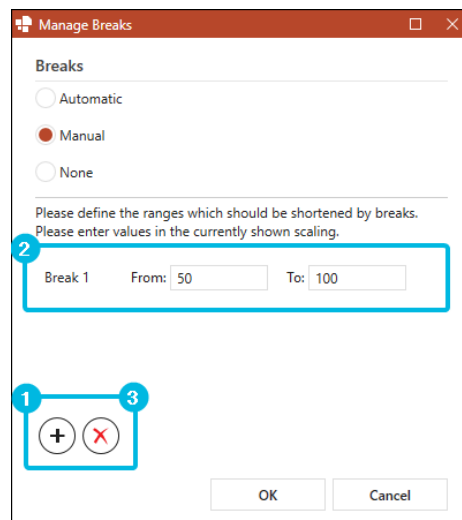 Manage Breaks
Breaks
Automatic
Manual
None
Please define the ranges which should be shortened by breaks.
Please enter values in the currently shown scaling.
2
Break 1 From: 50 To: 100
1 3
OK Cancel